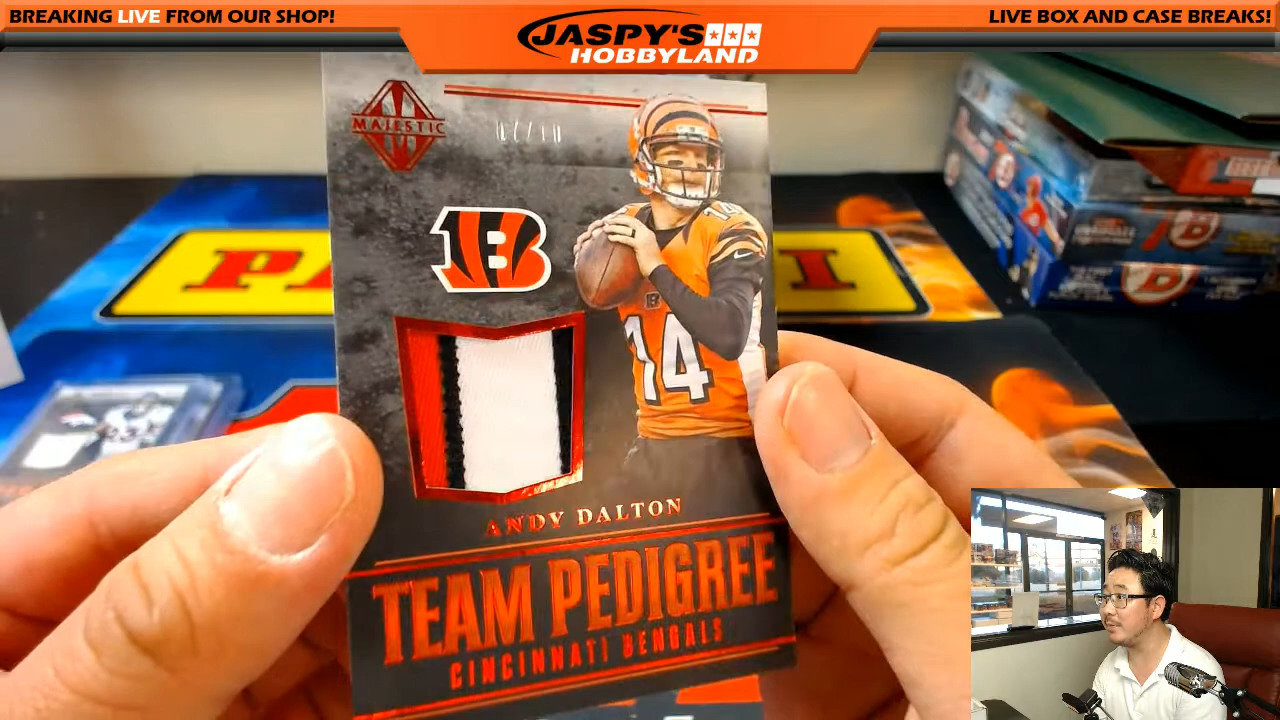 BREAKING LIVE FROM OUR SHOP!
JASPY'S
HOBBYLAND
LIVE BOX AND CASE BREAKS!
MAJESTIC
B
14
14
ANDY DALTON
TEAM PEDIGREE
CINCINNATI BENGALS